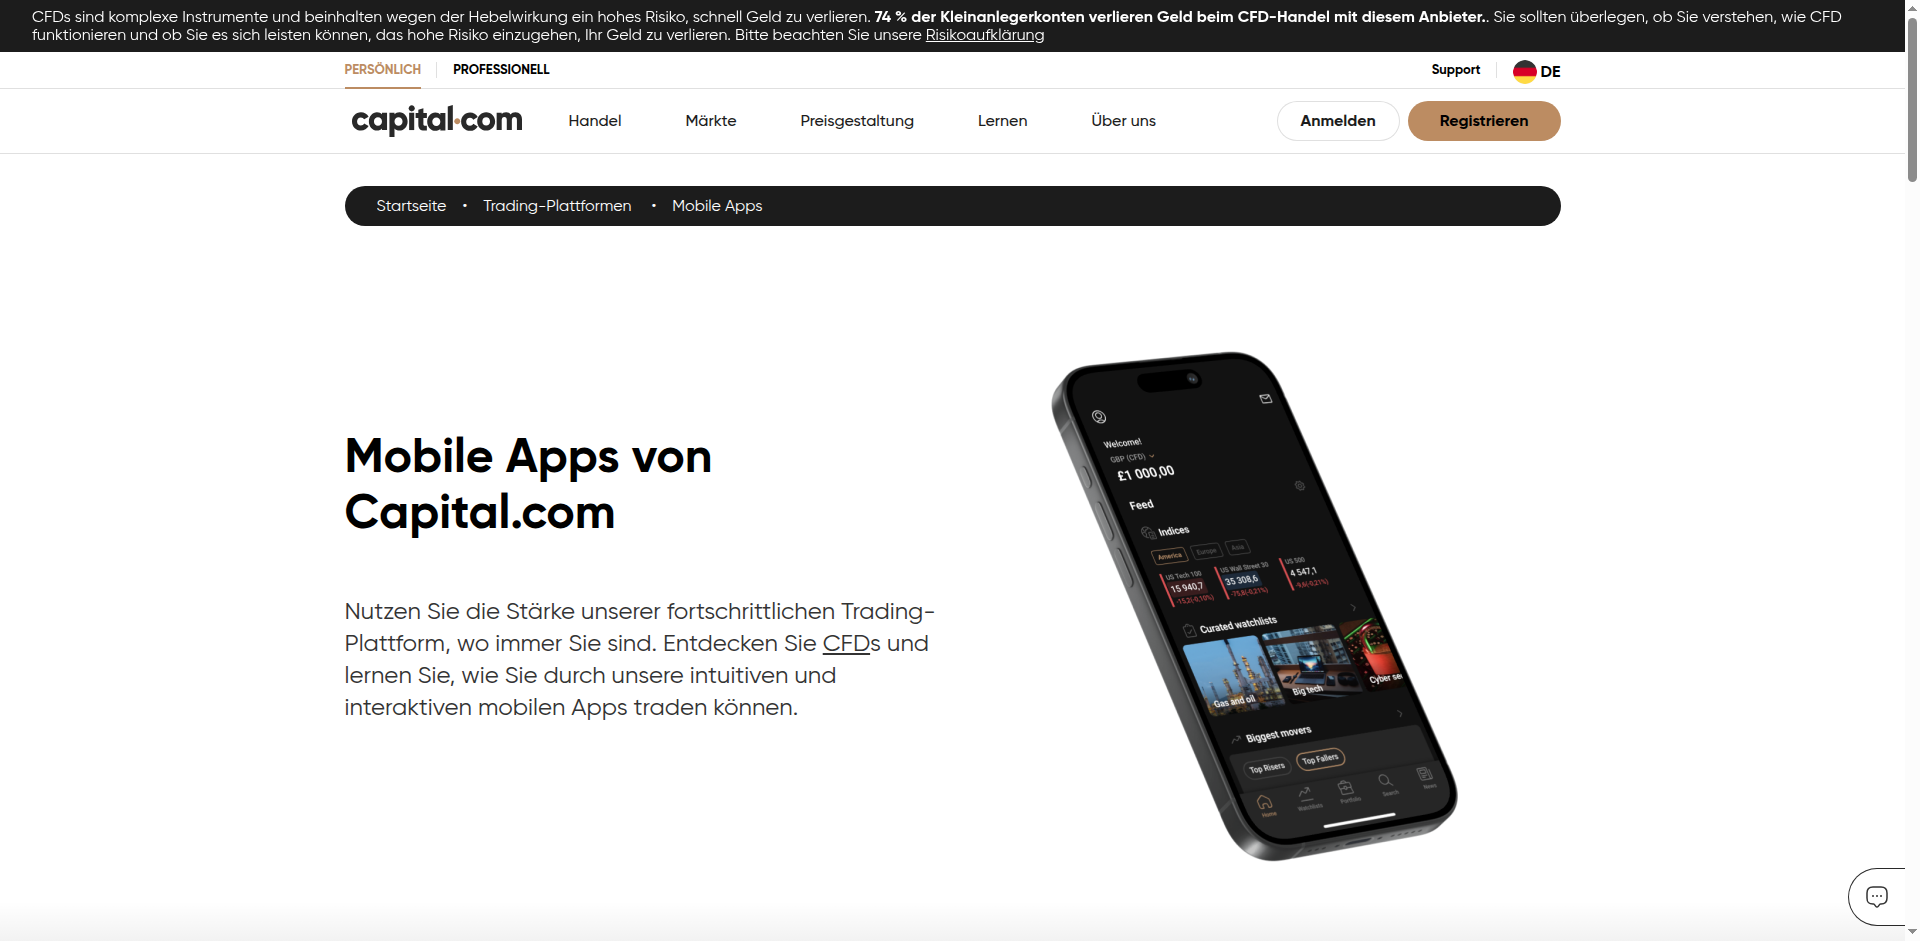 CFDs sind komplexe Instrumente und beinhalten wegen der Hebelwirkung ein hohes Risiko, schnell Geld zu verlieren. 74 % der Kleinanlegerkonten verlieren Geld beim CFD-Handel mit diesem Anbieter.. Sie sollten überlegen, ob Sie verstehen, wie CFD
funktionieren und ob Sie es sich leisten können, das hohe Risiko einzugehen, Ihr Geld zu verlieren. Bitte beachten Sie unsere Risikoaufklärung
PERSÖNLICH PROFESSIONELL Support DE
capital.com Handel Märkte Preisgestaltung Lernen Über uns Anmelden Registrieren
Startseite • Trading-Plattformen • Mobile Apps
Mobile Apps von
Capital.com
Nutzen Sie die Stärke unserer fortschrittlichen Trading-
Plattform, wo immer Sie sind. Entdecken Sie CFDs und
lernen Sie, wie Sie durch unsere intuitiven und
interaktiven mobilen Apps traden können.
Welcome!
GBP (CFD)
£1 000,00
Feed
Indices
America Europe Asia
US Tech 100 US Wall Street 30 US 500
15 940,7 35 308,6 4 547,1
-15,2(-0,10%) -75,8(-0,21%) -9,6(-0,21%)
Curated watchlists
Gas and oil Big tech Cyber sec
Biggest movers
Top Risers Top Fallers
Home Watchlists Portfolio Search News